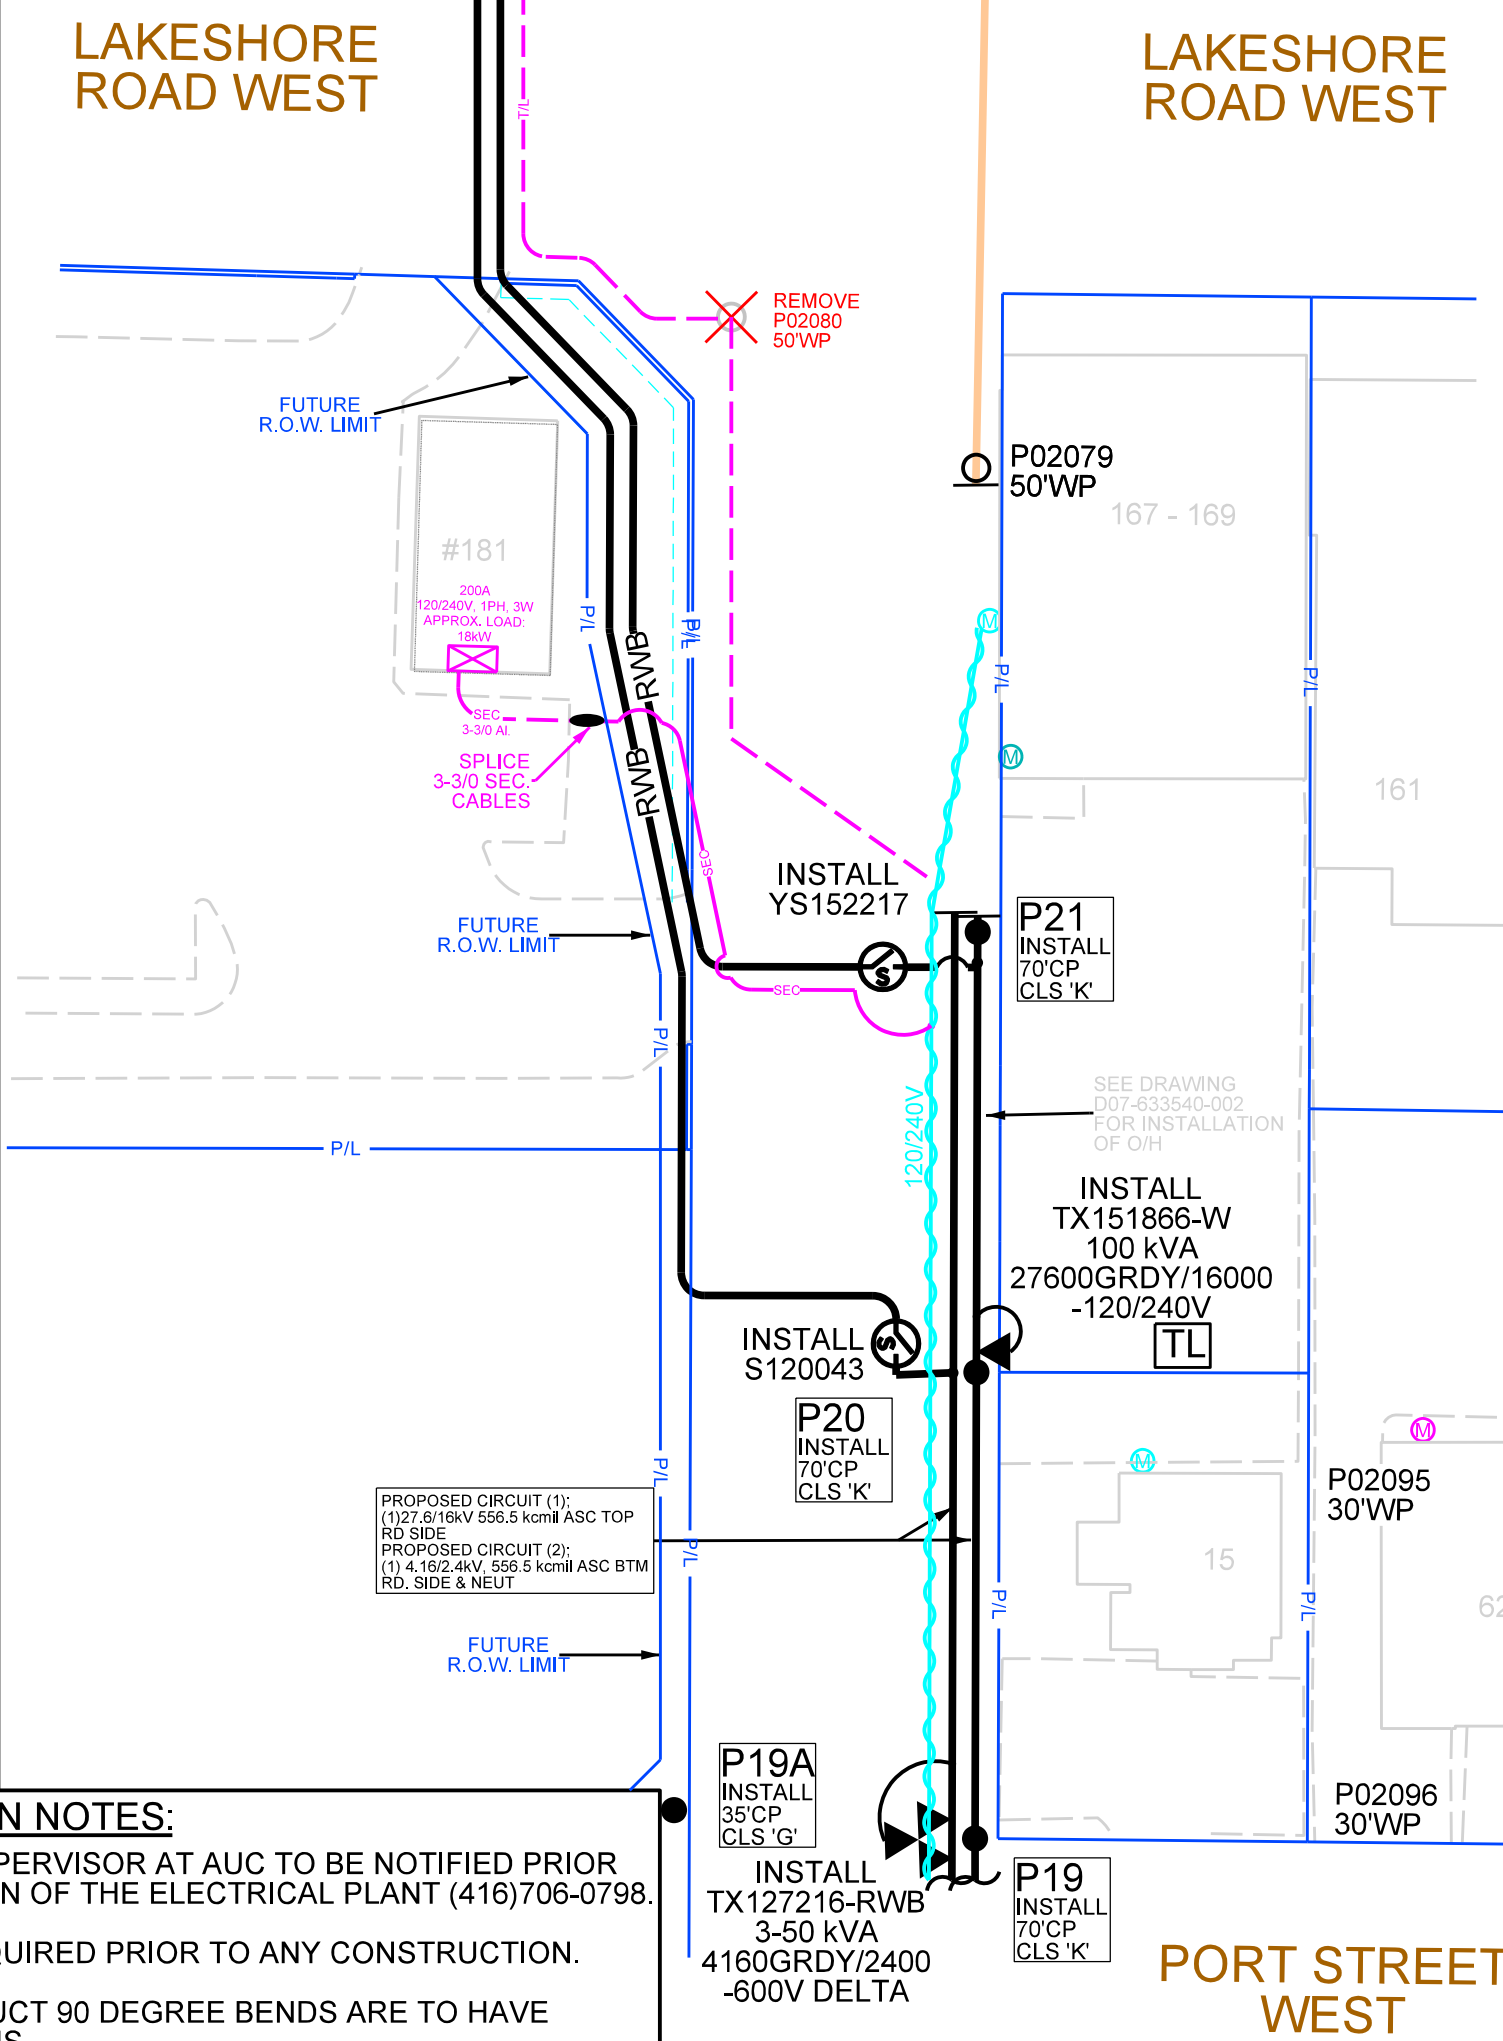 LAKESHORE
ROAD WEST
LAKESHORE
ROAD WEST
T/L
REMOVE
P02080
50'WP
FUTURE
R.O.W. LIMIT
P02079
50'WP
167 - 169
#181
200A
120/240V, 1PH, 3W
APPROX. LOAD:
18kW
P/L
P/L
P/L
RWB
M
P/L
P/L
SEC
3-3/0 Al.
SPLICE
3-3/0 SEC.
CABLES
RWB
M
161
SEC
INSTALL
YS152217
P21
INSTALL
70'CP
CLS 'K'
FUTURE
R.O.W. LIMIT
S
SEC
P/L
120/240V
SEE DRAWING
D07-633540-002
FOR INSTALLATION
OF O/H
P/L
INSTALL
TX151866-W
100 kVA
27600GRDY/16000
-120/240V
TL
INSTALL
S120043
S
P20
INSTALL
70'CP
CLS 'K'
M
M
P/L
P02095
30'WP
PROPOSED CIRCUIT (1);
(1)27.6/16kV 556.5 kcmil ASC TOP
RD SIDE
PROPOSED CIRCUIT (2);
(1) 4.16/2.4kV, 556.5 kcmil ASC BTM
RD. SIDE & NEUT
P/L
15
P/L
P/L
62
FUTURE
R.O.W. LIMIT
P19A
INSTALL
35'CP
CLS 'G'
P02096
30'WP
INSTALL
TX127216-RWB
3-50 kVA
4160GRDY/2400
-600V DELTA
P19
INSTALL
70'CP
CLS 'K'
N NOTES:
PERVISOR AT AUC TO BE NOTIFIED PRIOR
N OF THE ELECTRICAL PLANT (416)706-0798.
QUIRED PRIOR TO ANY CONSTRUCTION.
UCT 90 DEGREE BENDS ARE TO HAVE
PORT STREET
WEST